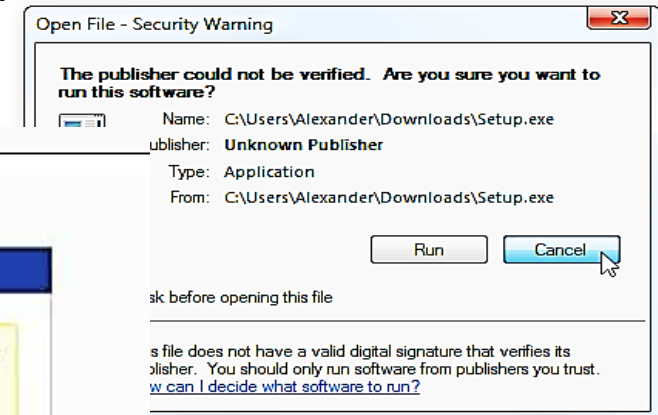 Open File - Security Warning
The publisher could not be verified. Are you sure you want to
run this software?
Name: C:\Users\Alexander\Downloads\Setup.exe
ublisher: Unknown Publisher
Type: Application
From: C:\Users\Alexander\Downloads\Setup.exe
Run Cancel
sk before opening this file
s file does not have a valid digital signature that verifies its
blisher. You should only run software from publishers you trust.
w can I decide what software to run?